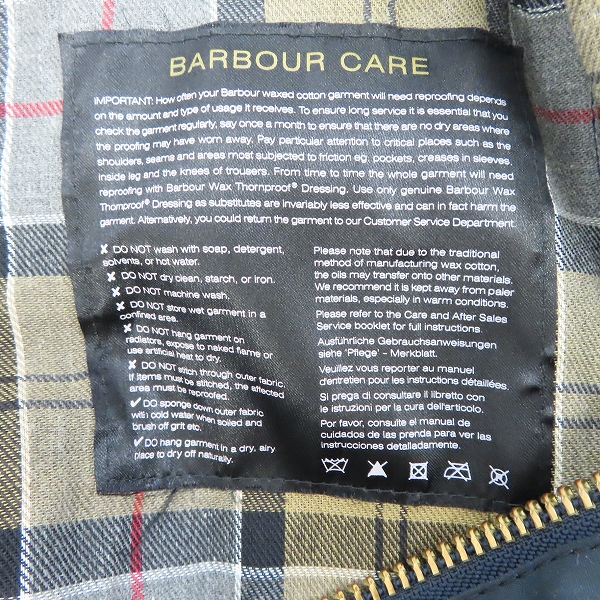 BARBOUR CARE
IMPORTANT: How often your Barbour waxed cotton garment will need reproofing depends
on the amount and type of usage it receives. To ensure long service it is essential that you
check the garment regularly, say once a month to ensure that there are no dry areas where
the proofing may have worn away. Pay particular attention to critical places such as the
shoulders, seams and areas most subjected to friction eg. pockets, creases in sleeves,
inside leg and the knees of trousers. From time to time the whole garment will need
reproofing with Barbour Wax Thornproof® Dressing. Use only genuine Barbour Wax
Thornproof® Dressing as substitutes are invariably less effective and can in fact harm the
garment. Alternatively, you could return the garment to our Customer Service Department.
✘ DO NOT wash with soap, detergent,
solvents, or hot water.
✘ DO NOT dry clean, starch, or iron.
✘ DO NOT machine wash.
✘ DO NOT store wet garment in a
confined area.
✘ DO NOT hang garment on
radiators, expose to naked flame or
use artificial heat to dry.
✘ DO NOT stitch through outer fabric.
If items must be stitched, the affected
area must be reproofed.
✔ DO sponge down outer fabric
with cold water when soiled and
brush off grit etc.
✔ DO hang garment in a dry, airy
place to dry off naturally.
Please note that due to the traditional
method of manufacturing wax cotton,
the oils may transfer onto other materials.
We recommend it is kept away from paler
materials, especially in warm conditions.
Please refer to the Care and After Sales
Service booklet for full instructions.
Ausführliche Gebrauchsanweisungen
siehe 'Pflege' - Merkblatt.
Veuillez vous reporter au manuel
d'entretien pour les instructions détaillées.
Si prega di consultare il libretto con
le istruzioni per la cura dell'articolo.
Por favor, consulte el manual de
cuidados de las prenda para ver las
instrucciones detalladamente.